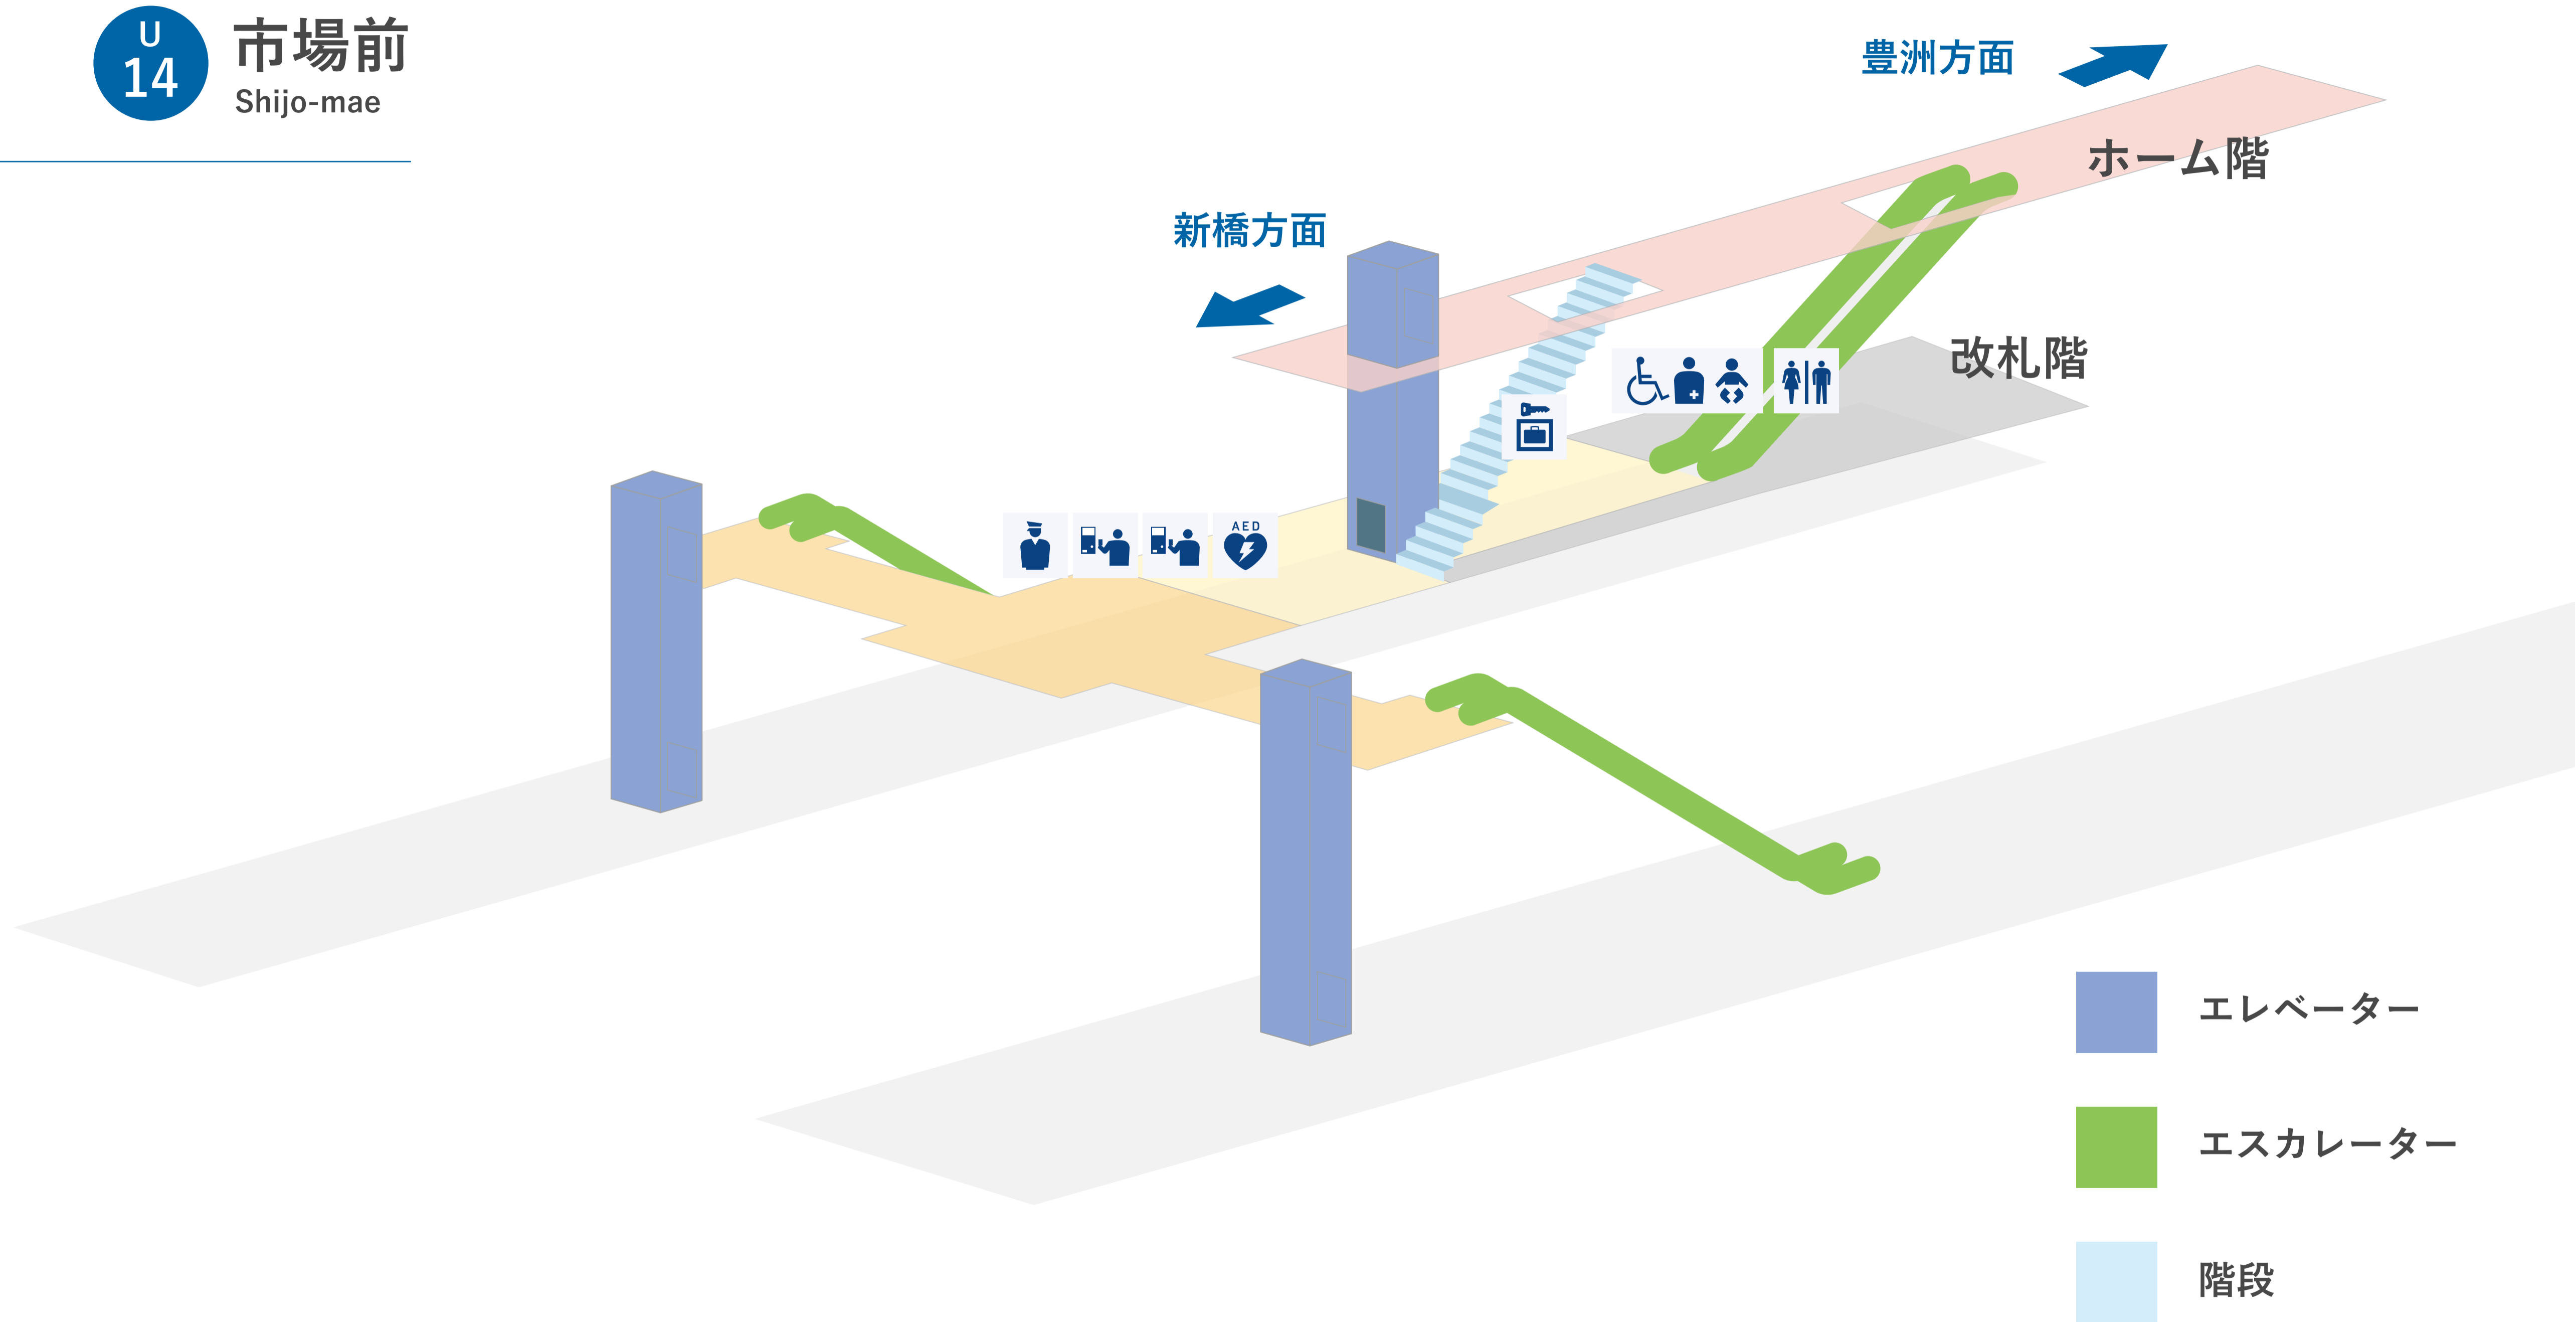 U
14
市場前
Shijo-mae
豊洲方面
ホーム階
新橋方面
改札階
AED
エレベーター
エスカレーター
階段